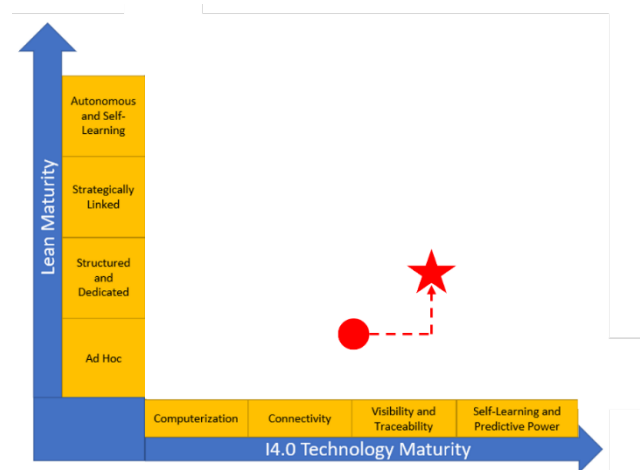 Lean Maturity
Autonomous
and Self-
Learning
Strategically
Linked
Structured
and
Dedicated
Ad Hoc
Computerization
Connectivity
Visibility and
Traceability
Self-Learning and
Predictive Power
I4.0 Technology Maturity